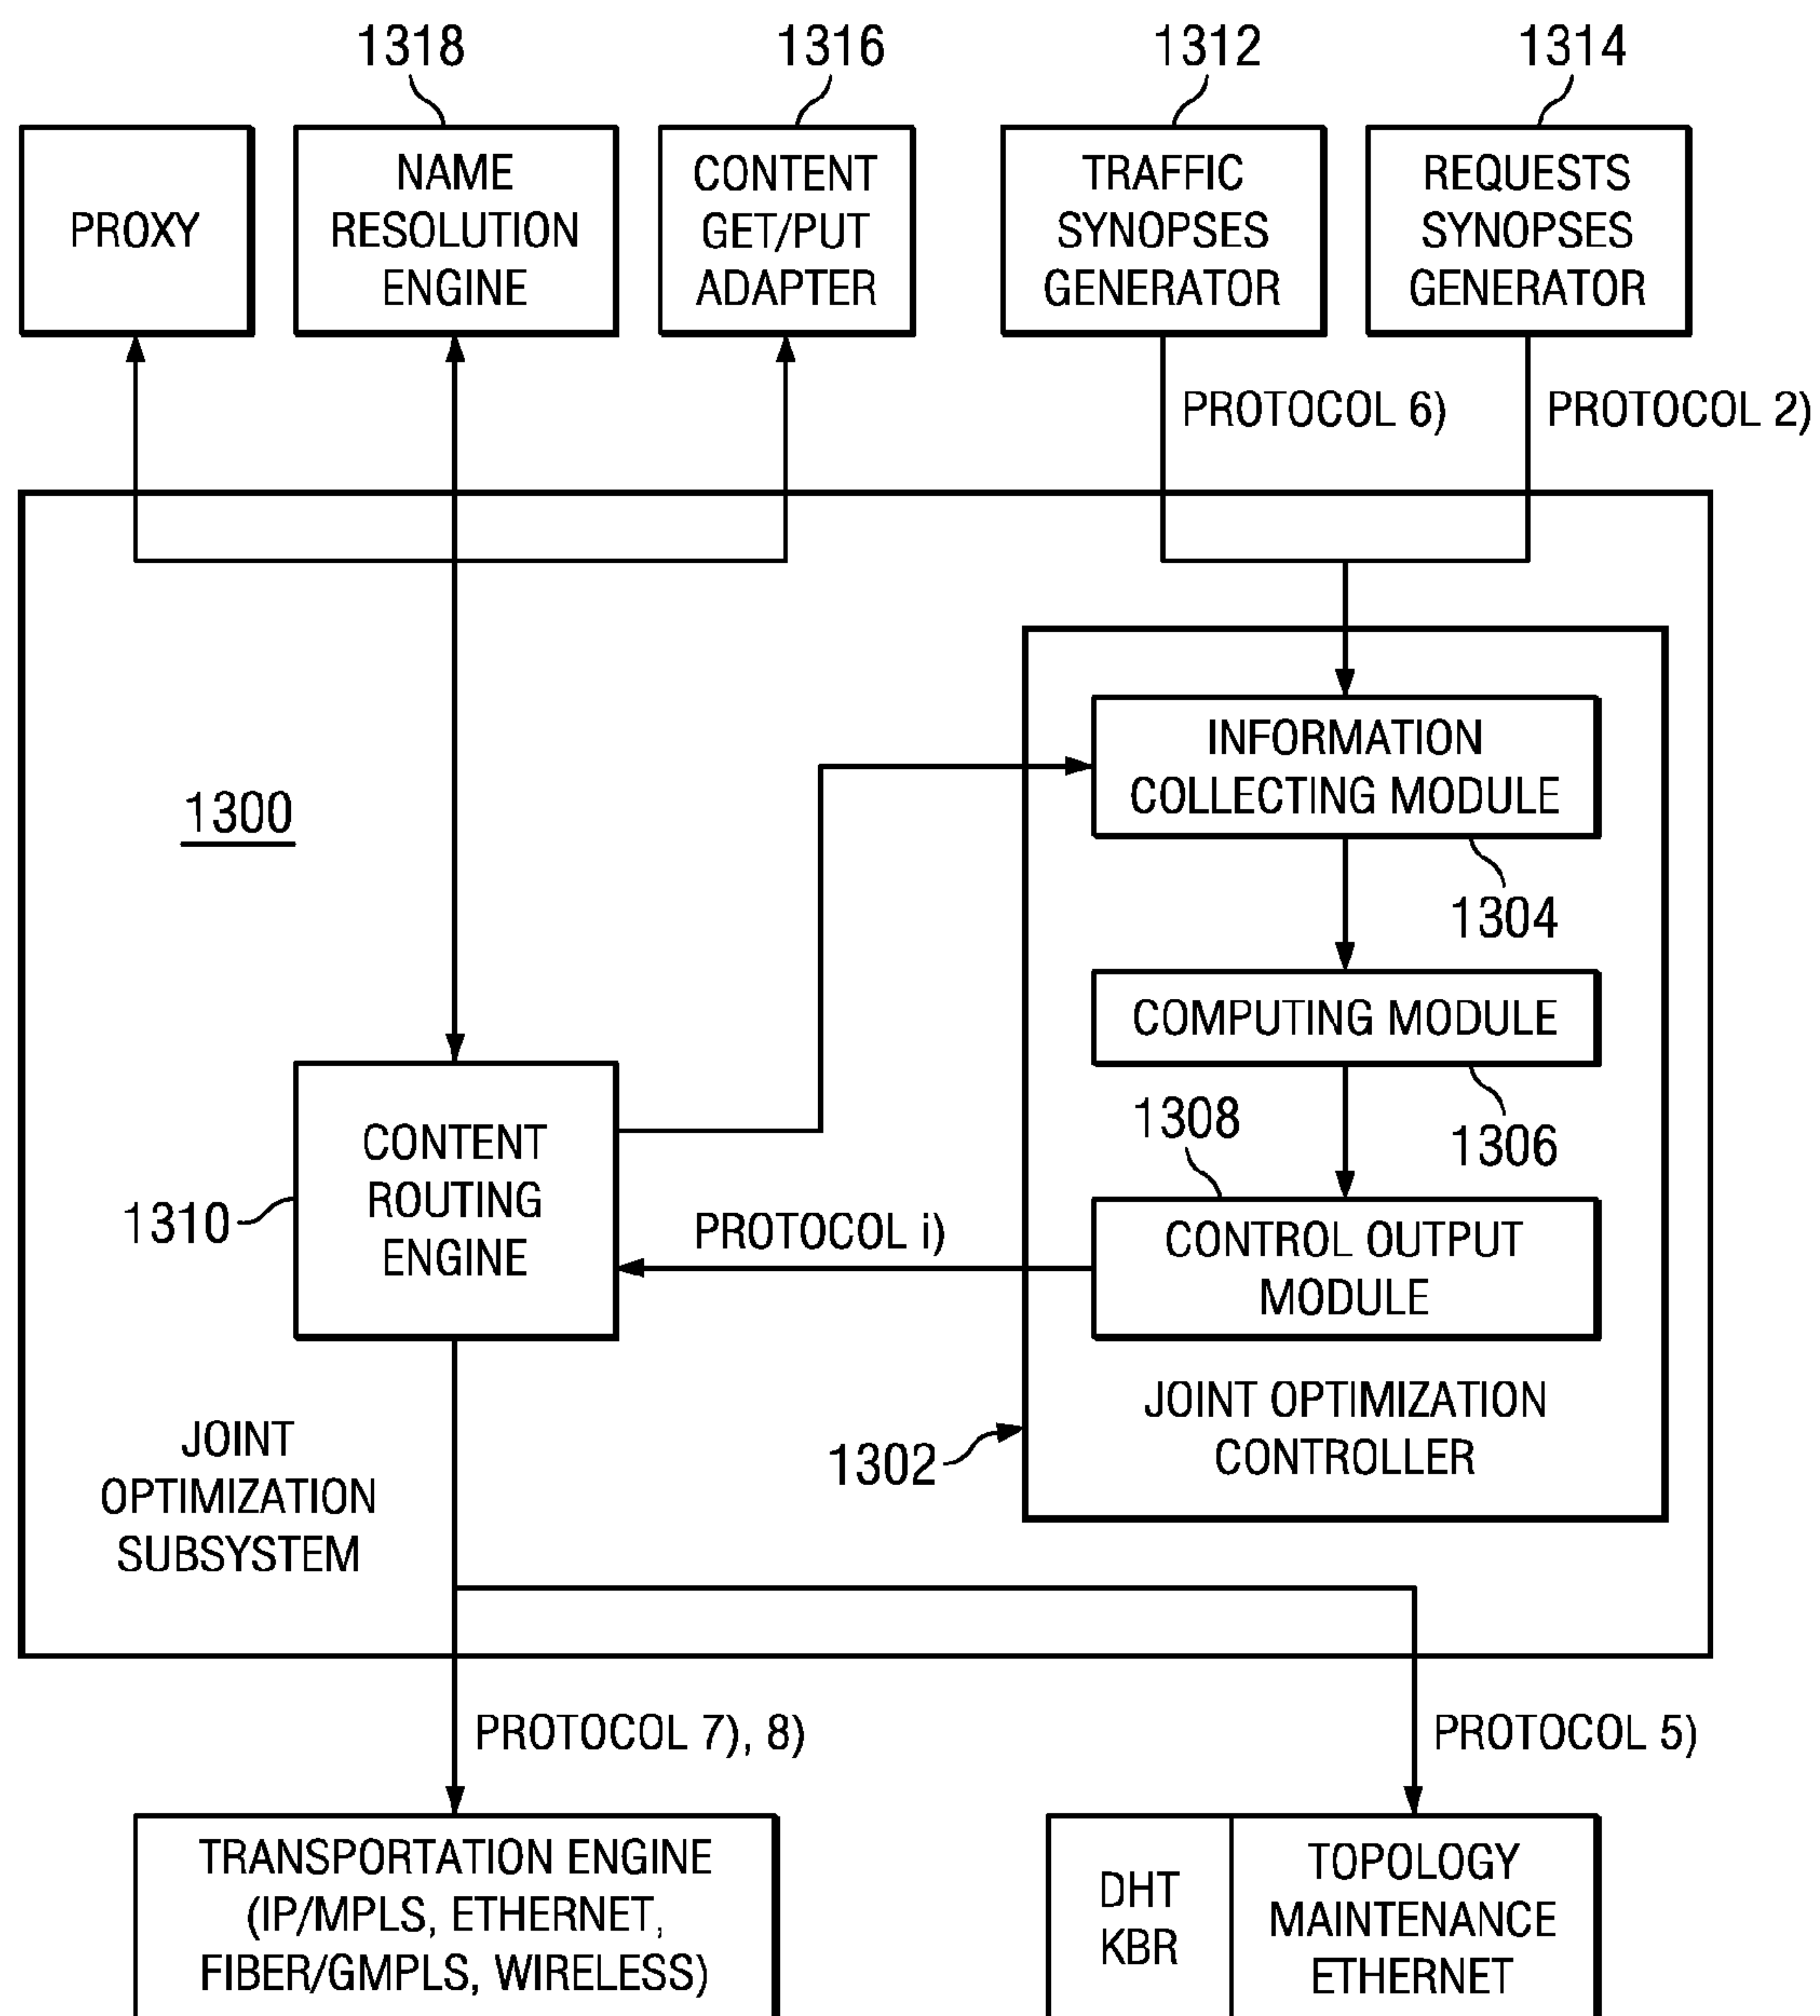 1318
1316
1312
1314
PROXY
NAME
RESOLUTION
ENGINE
CONTENT
GET/PUT
ADAPTER
TRAFFIC
SYNOPSES
GENERATOR
REQUESTS
SYNOPSES
GENERATOR
PROTOCOL 6)
PROTOCOL 2)
1300
INFORMATION
COLLECTING MODULE
1304
COMPUTING MODULE
1306
1308
CONTENT
ROUTING
ENGINE
1310
PROTOCOL i)
CONTROL OUTPUT
MODULE
JOINT OPTIMIZATION
CONTROLLER
1302
JOINT
OPTIMIZATION
SUBSYSTEM
PROTOCOL 7), 8)
PROTOCOL 5)
TRANSPORTATION ENGINE
(IP/MPLS, ETHERNET,
FIBER/GMPLS, WIRELESS)
DHT
KBR
TOPOLOGY
MAINTENANCE
ETHERNET